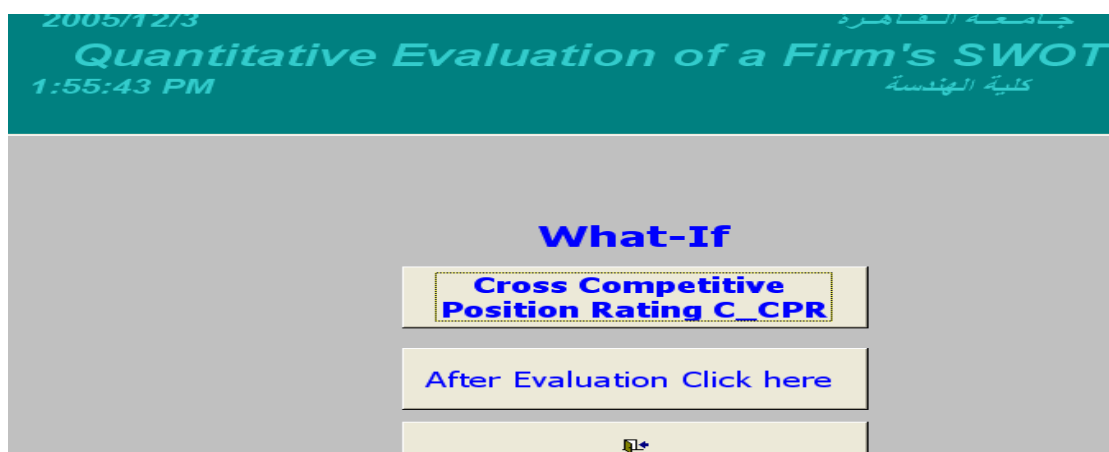 2005/12/3 جامعة القاهرة
Quantitative Evaluation of a Firm's SWOT
1:55:43 PM كلية الهندسة
What-If
Cross Competitive
Position Rating C_CPR
After Evaluation Click here